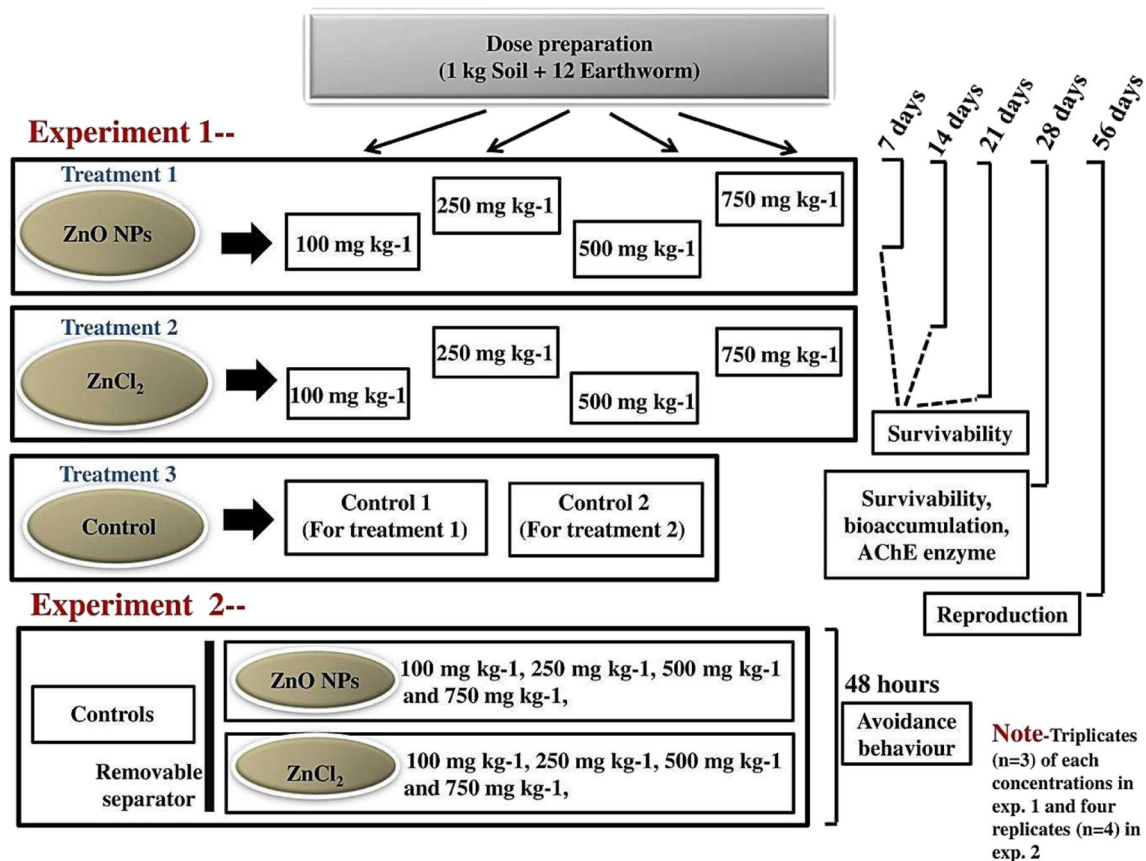 Dose preparation
(1 kg Soil + 12 Earthworm)
7 days
14 days
21 days
28 days
56 days
Experiment 1--
Treatment 1
ZnO NPs
100 mg kg-1
250 mg kg-1
500 mg kg-1
750 mg kg-1
Treatment 2
ZnCl₂
100 mg kg-1
250 mg kg-1
500 mg kg-1
750 mg kg-1
Survivability
Treatment 3
Control
Control 1
(For treatment 1)
Control 2
(For treatment 2)
Survivability,
bioaccumulation,
AChE enzyme
Reproduction
Experiment 2--
Controls
Removable
separator
ZnO NPs
100 mg kg-1, 250 mg kg-1, 500 mg kg-1
and 750 mg kg-1,
ZnCl₂
100 mg kg-1, 250 mg kg-1, 500 mg kg-1
and 750 mg kg-1,
48 hours
Avoidance
behaviour
Note-Triplicates
(n=3) of each
concentrations in
exp. 1 and four
replicates (n=4) in
exp. 2